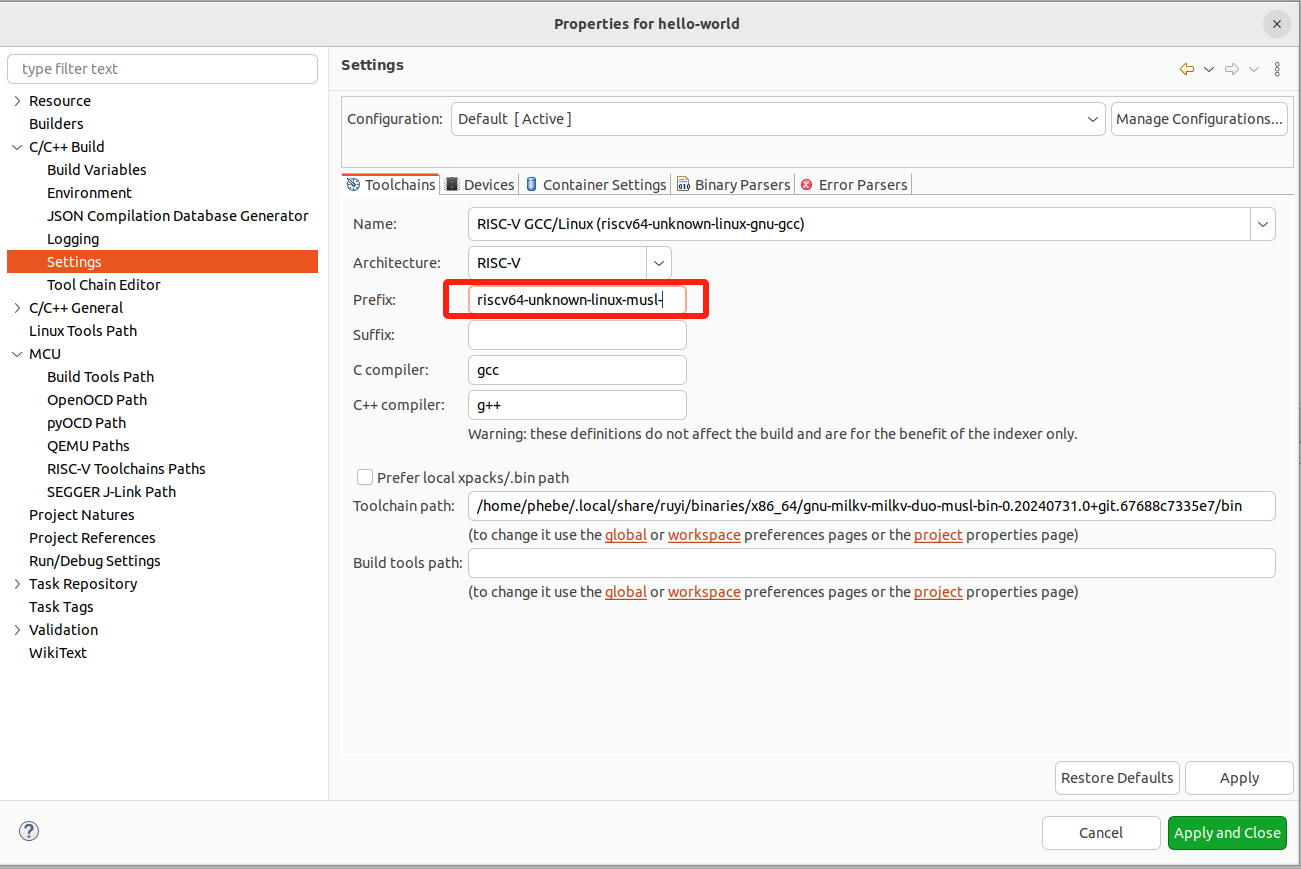 Properties for hello-world
type filter text
Resource
Builders
C/C++ Build
Build Variables
Environment
JSON Compilation Database Generator
Logging
Settings
Tool Chain Editor
C/C++ General
Linux Tools Path
MCU
Build Tools Path
OpenOCD Path
pyOCD Path
QEMU Paths
RISC-V Toolchains Paths
SEGGER J-Link Path
Project Natures
Project References
Run/Debug Settings
Task Repository
Task Tags
Validation
WikiText
Settings
Configuration: Default [ Active ] Manage Configurations...
Toolchains Devices Container Settings Binary Parsers Error Parsers
Name: RISC-V GCC/Linux (riscv64-unknown-linux-gnu-gcc)
Architecture: RISC-V
Prefix: riscv64-unknown-linux-musl-
Suffix:
C compiler: gcc
C++ compiler: g++
Warning: these definitions do not affect the build and are for the benefit of the indexer only.
Prefer local xpacks/.bin path
Toolchain path: /home/phebe/.local/share/ruyi/binaries/x86_64/gnu-milkv-milkv-duo-musl-bin-0.20240731.0+git.67688c7335e7/bin
(to change it use the global or workspace preferences pages or the project properties page)
Build tools path:
(to change it use the global or workspace preferences pages or the project properties page)
Restore Defaults Apply
? Cancel Apply and Close